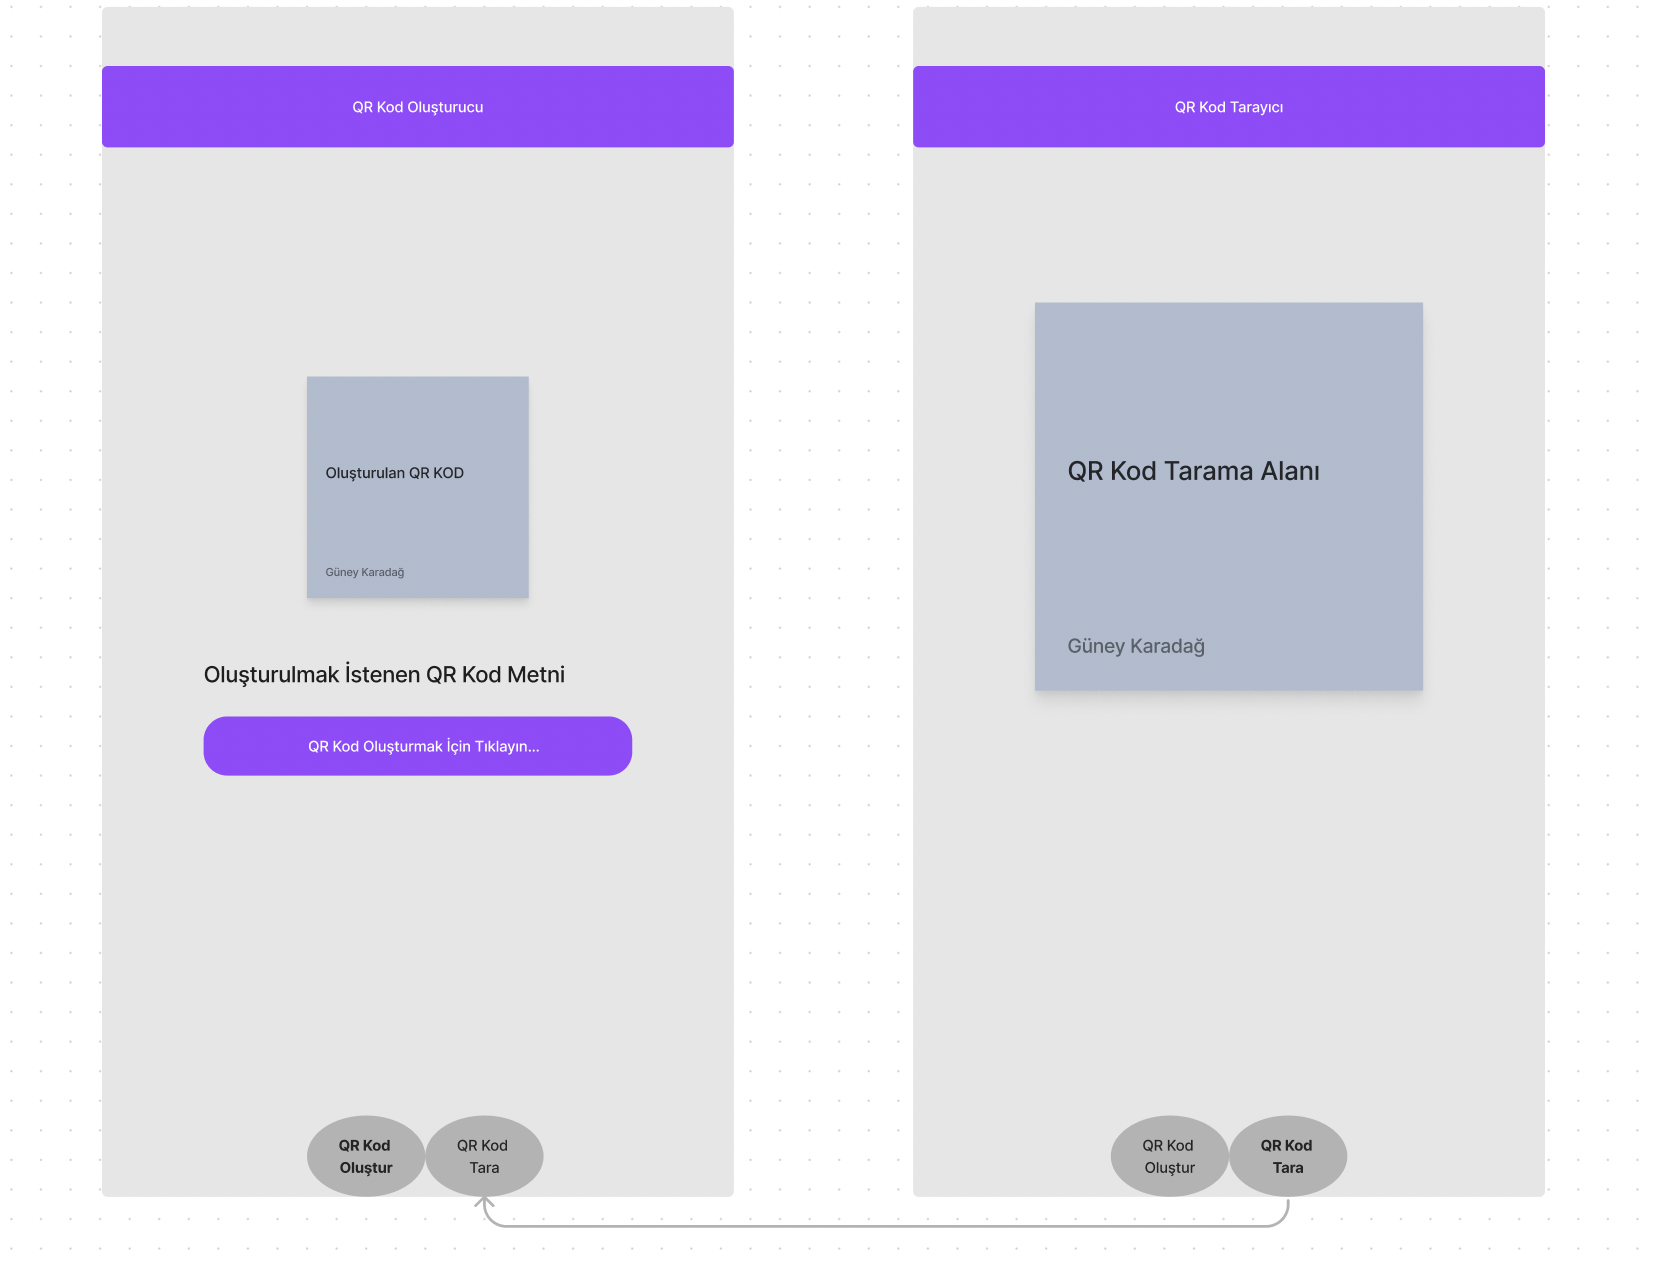 QR Kod Oluşturucu
Oluşturulan QR KOD
Güney Karadağ
Oluşturulmak İstenen QR Kod Metni
QR Kod Oluşturmak İçin Tıklayın...
QR Kod
Oluştur
QR Kod
Tara
QR Kod Tarayıcı
QR Kod Tarama Alanı
Güney Karadağ
QR Kod
Oluştur
QR Kod
Tara